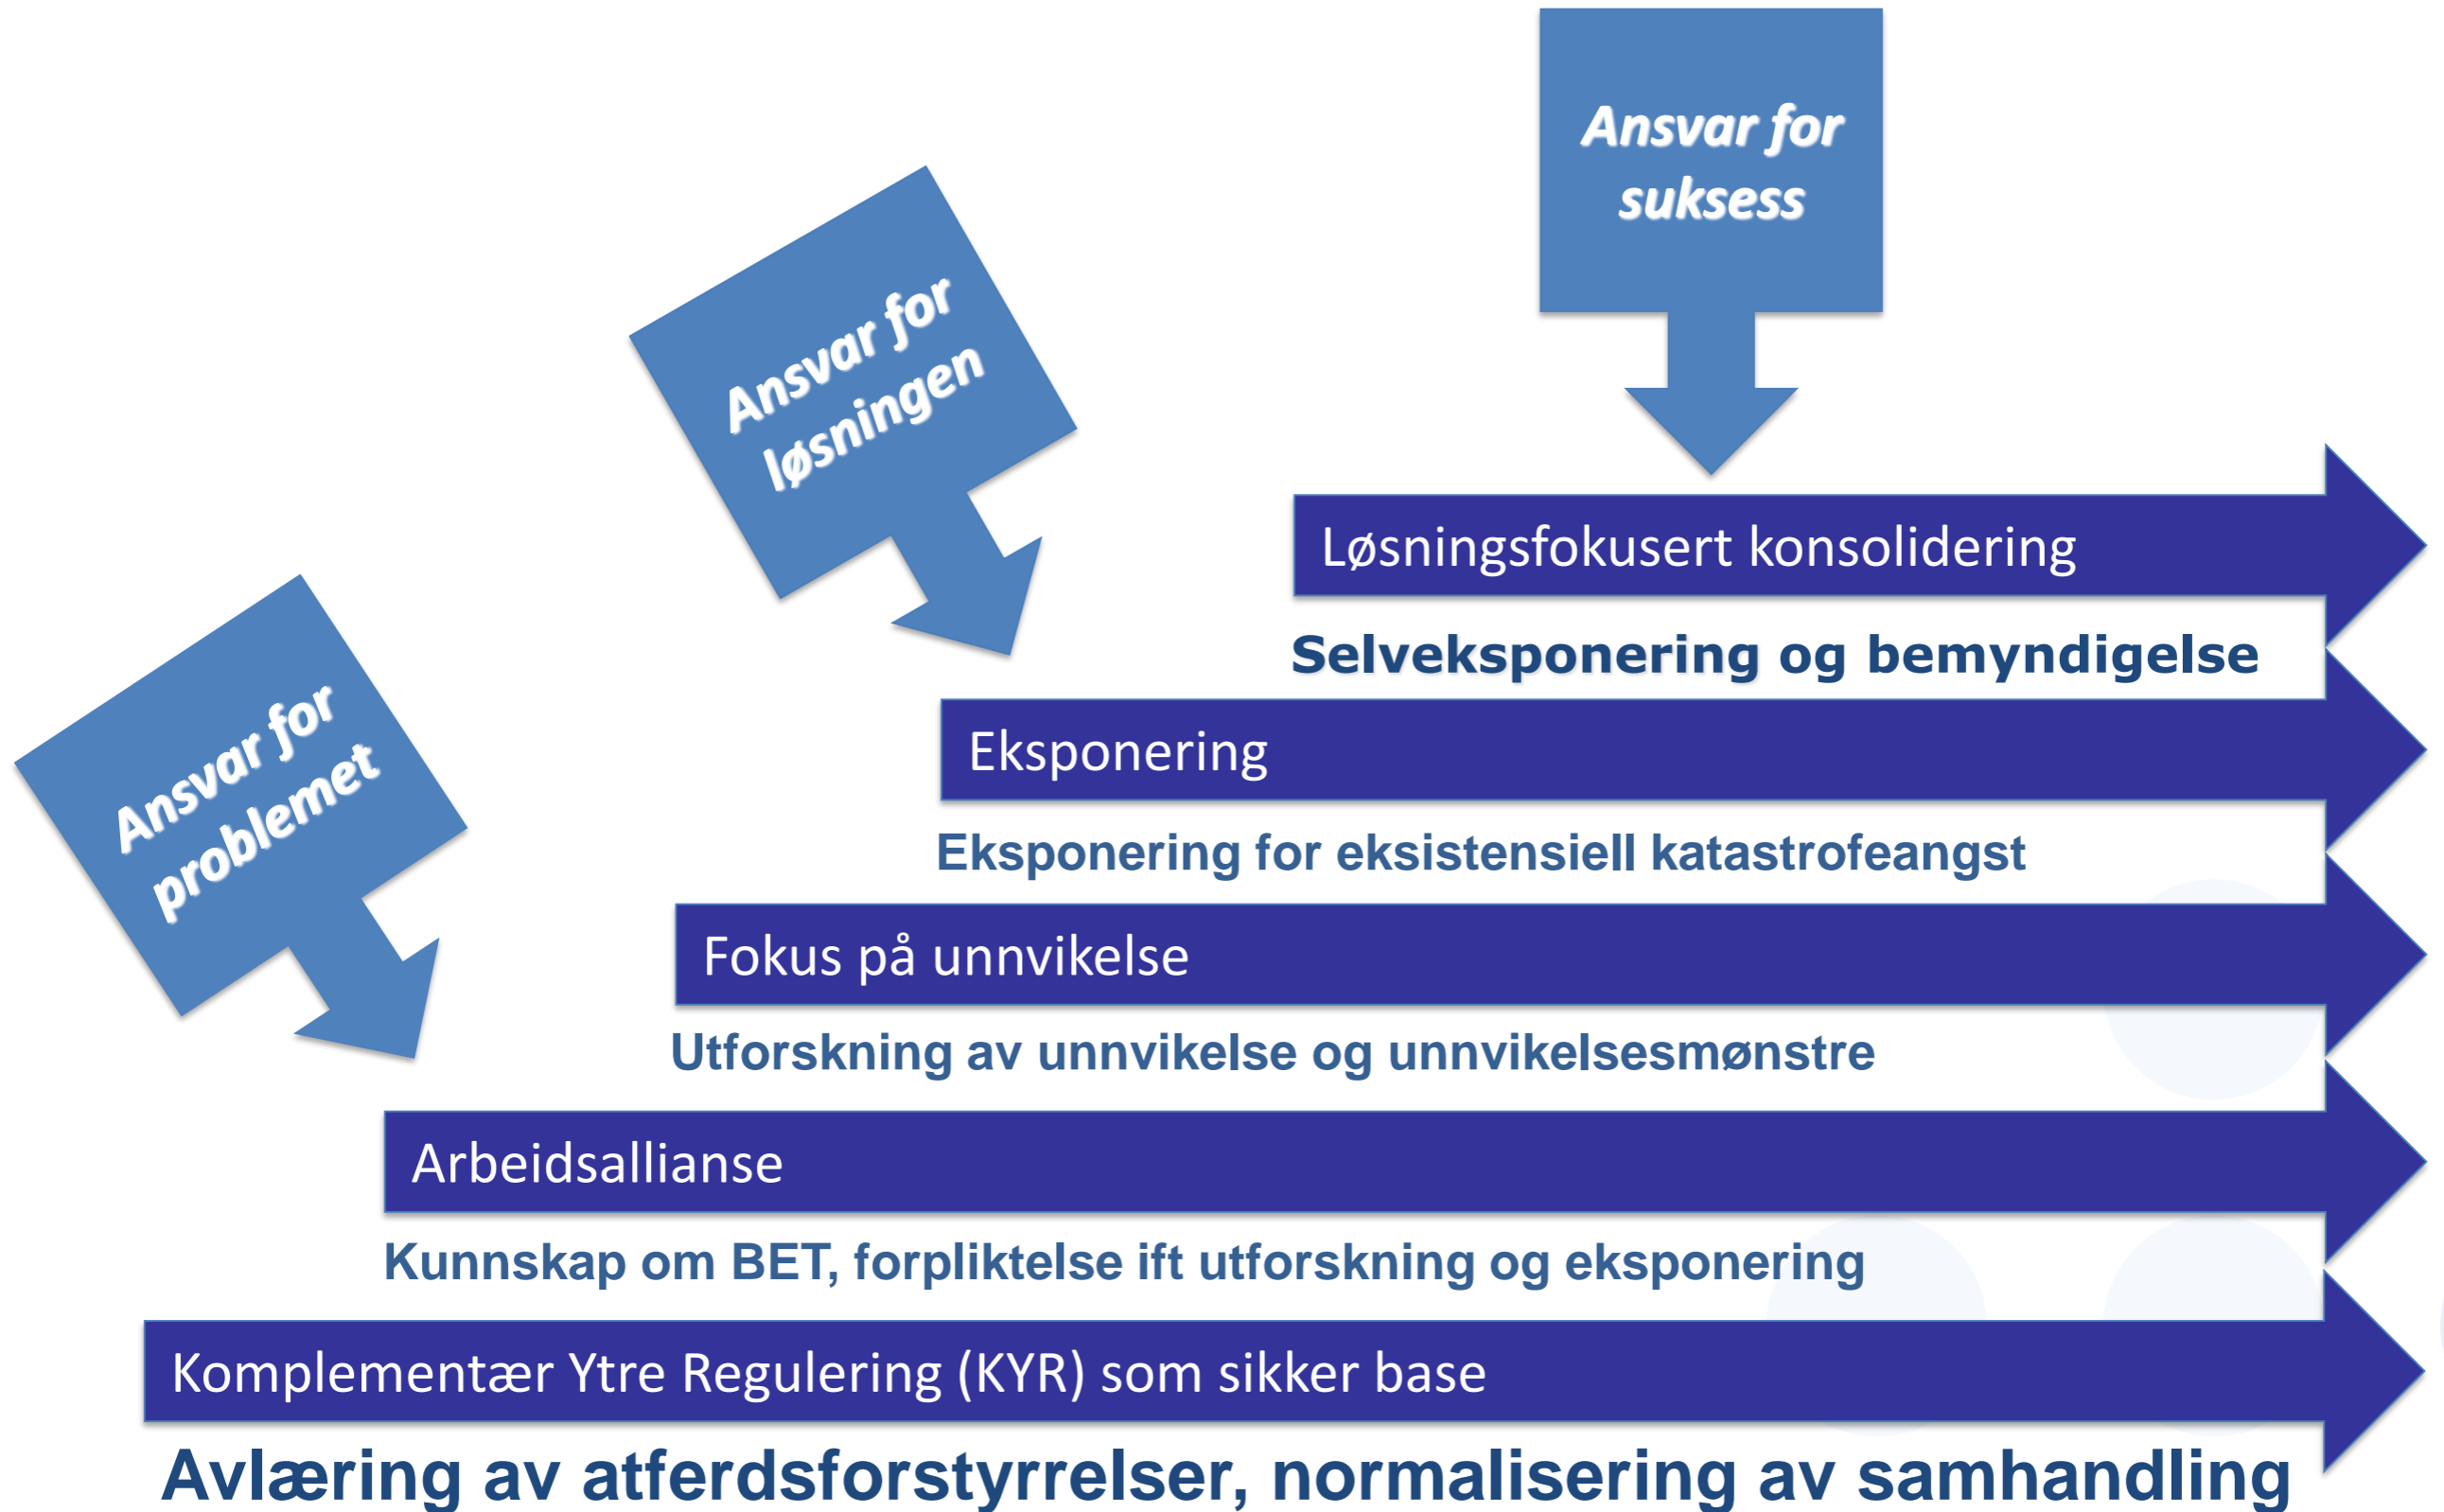 Ansvar for
suksess
Ansvar for
løsningen
Ansvar for
problemet
Løsningsfokusert konsolidering
Selveksponering og bemyndigelse
Eksponering
Eksponering for eksistensiell katastrofeangst
Fokus på unnvikelse
Utforskning av unnvikelse og unnvikelsesmønstre
Arbeidsallianse
Kunnskap om BET, forpliktelse ift utforskning og eksponering
Komplementær Ytre Regulering (KYR) som sikker base
Avlæring av atferdsforstyrrelser, normalisering av samhandling